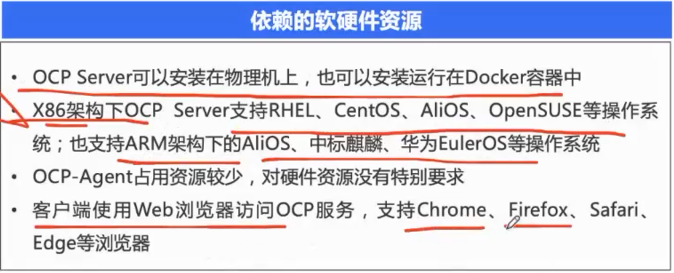 依赖的软硬件资源
• OCP Server可以安装在物理机上，也可以安装运行在Docker容器中
• X86架构下OCP Server支持RHEL、CentOS、AliOS、OpenSUSE等操作系
统；也支持ARM架构下的AliOS、中标麒麟、华为EulerOS等操作系统
• OCP-Agent占用资源较少，对硬件资源没有特别要求
• 客户端使用Web浏览器访问OCP服务，支持Chrome、Firefox、Safari、
Edge等浏览器